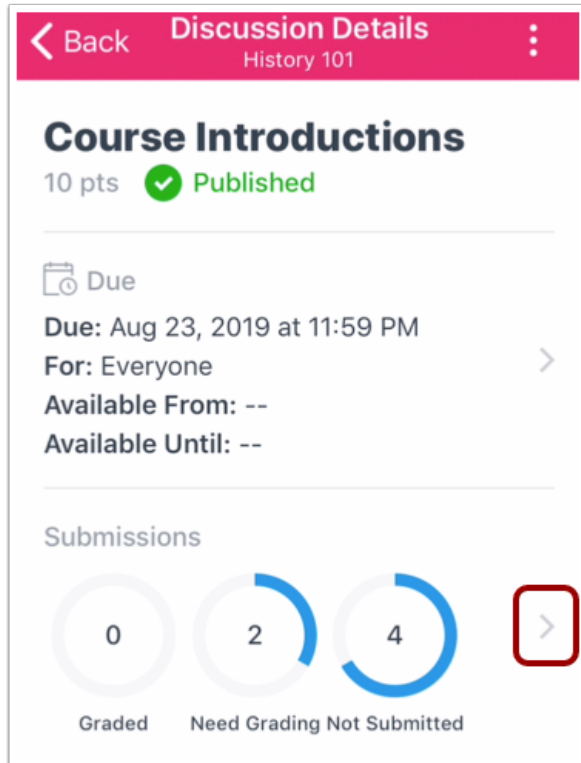 Back
Discussion Details
History 101
Course Introductions
10 pts Published
Due
Due: Aug 23, 2019 at 11:59 PM
For: Everyone
Available From: --
Available Until: --
Submissions
0 2 4
Graded Need Grading Not Submitted